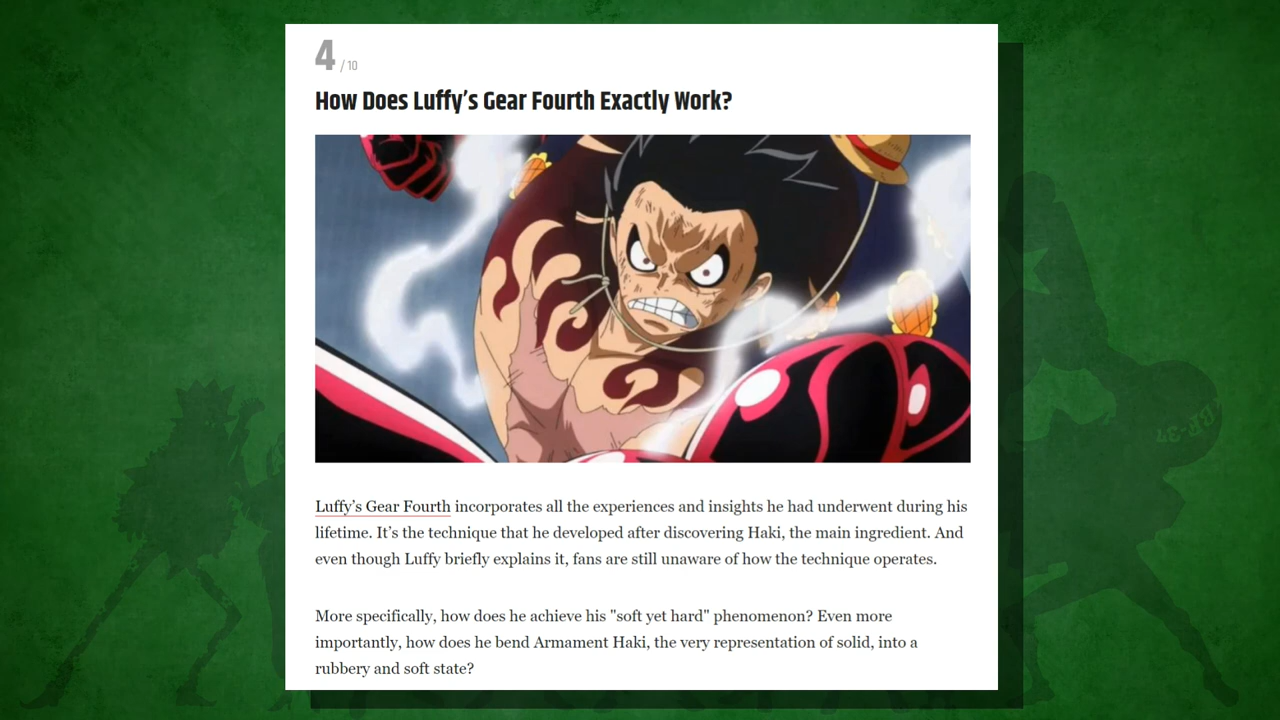 4 / 10
How Does Luffy’s Gear Fourth Exactly Work?
Luffy’s Gear Fourth incorporates all the experiences and insights he had underwent during his
lifetime. It’s the technique that he developed after discovering Haki, the main ingredient. And
even though Luffy briefly explains it, fans are still unaware of how the technique operates.
More specifically, how does he achieve his "soft yet hard" phenomenon? Even more
importantly, how does he bend Armament Haki, the very representation of solid, into a
rubbery and soft state?